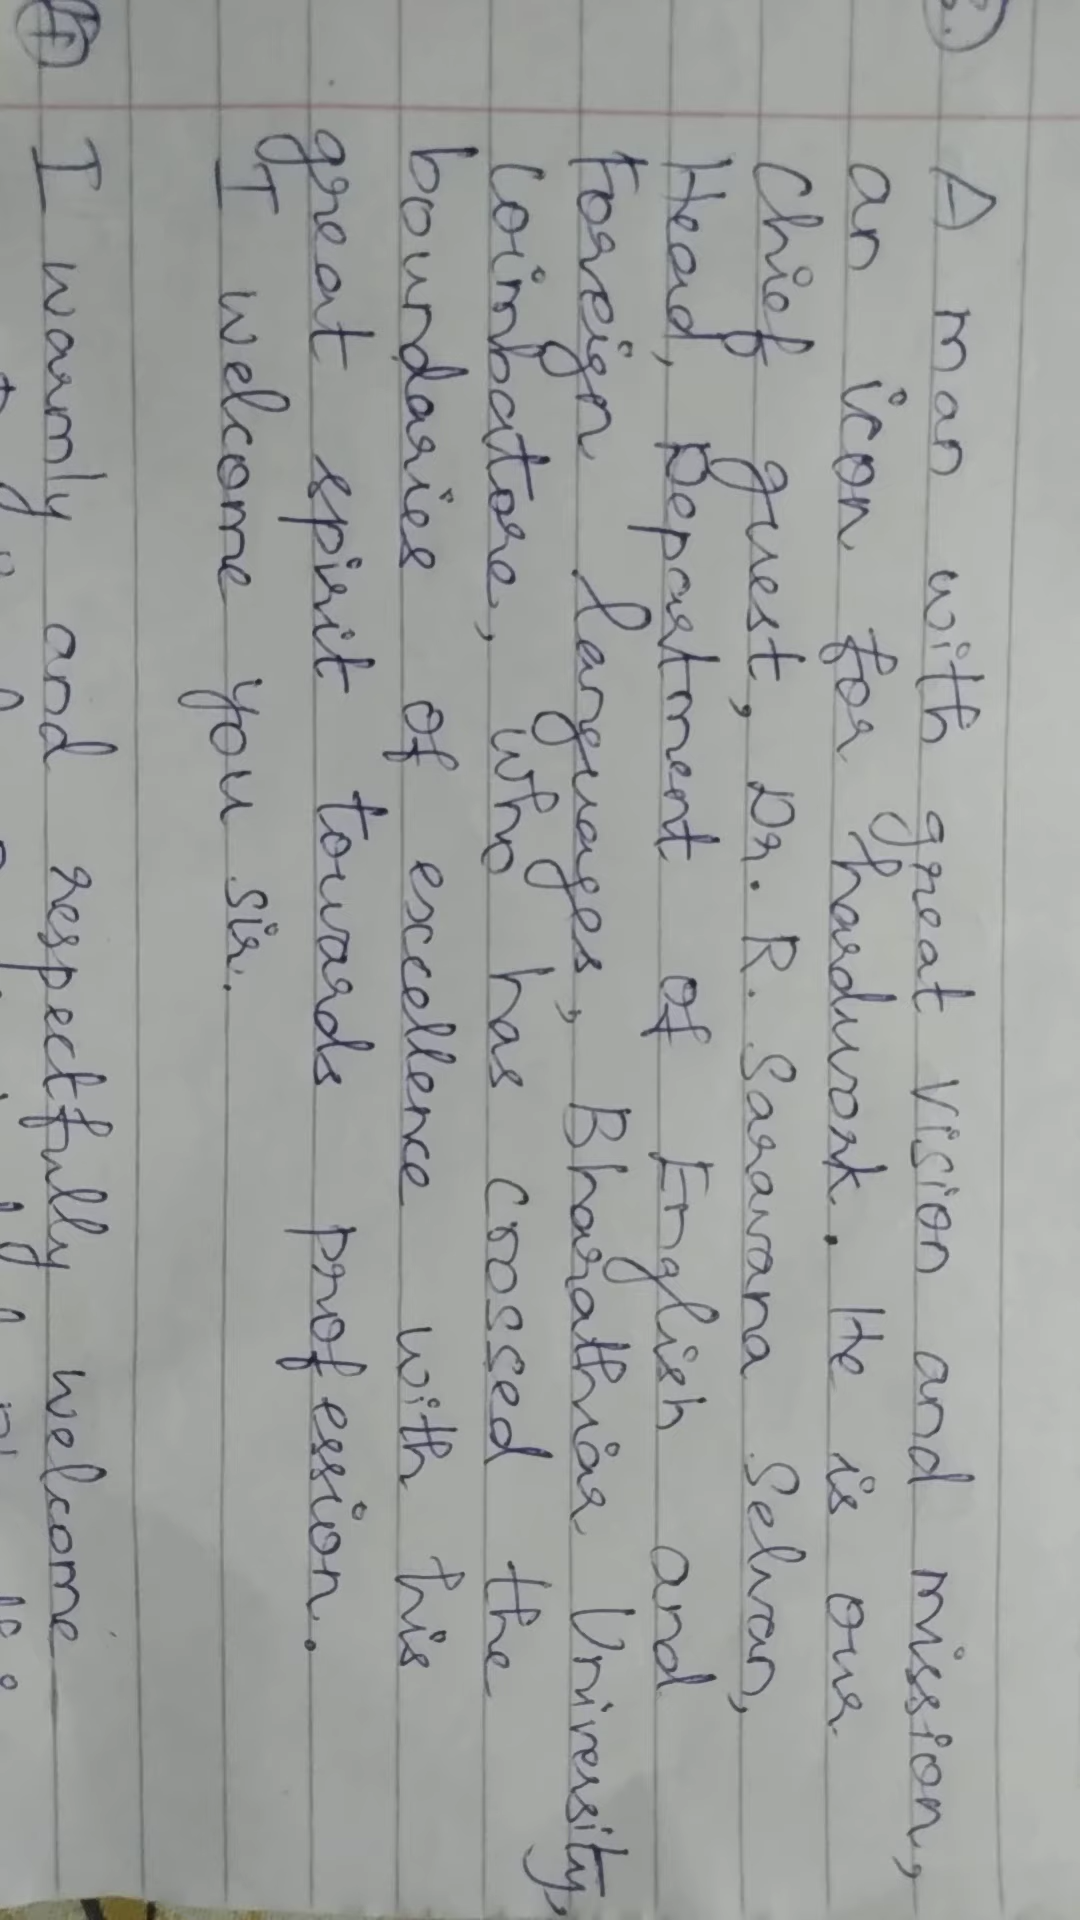 A man with great vision and mission,
an icon for hardwork. He is our
Chief guest, Dr. R. Saravana Selvan,
Head, Department of English and
Foreign languages, Bharathiar University,
Coimbatore, who has crossed the
boundaries of excellence with his
great spirit towards profession.
I welcome you sir.
I warmly and respectfully welcome